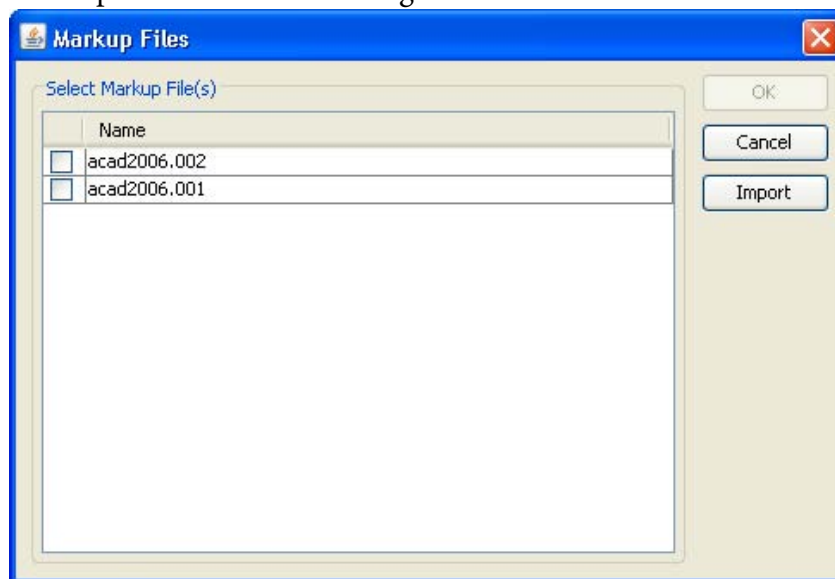 Markup Files
Select Markup File(s)
OK
Name
Cancel
acad2006.002
acad2006.001
Import